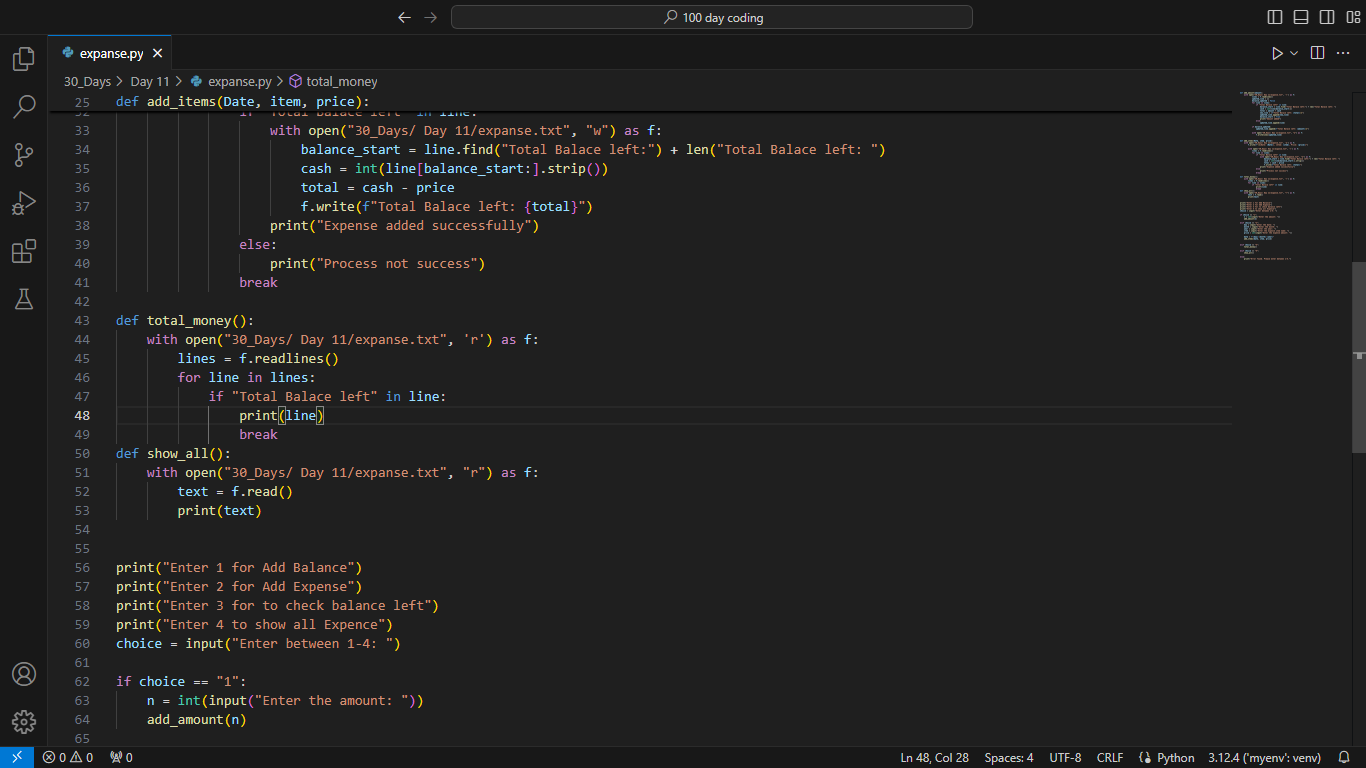 100 day coding
expanse.py
30_Days > Day 11 > expanse.py > total_money
25 def add_items(Date, item, price):
32 if "Total Balace left" in line:
33 with open("30_Days/ Day 11/expanse.txt", "w") as f:
34 balance_start = line.find("Total Balace left:") + len("Total Balace left: ")
35 cash = int(line[balance_start:].strip())
36 total = cash - price
37 f.write(f"Total Balace left: {total}")
38 print("Expense added successfully")
39 else:
40 print("Process not success")
41 break
42
43 def total_money():
44 with open("30_Days/ Day 11/expanse.txt", 'r') as f:
45 lines = f.readlines()
46 for line in lines:
47 if "Total Balace left" in line:
48 print(line)
49 break
50 def show_all():
51 with open("30_Days/ Day 11/expanse.txt", "r") as f:
52 text = f.read()
53 print(text)
54
55
56 print("Enter 1 for Add Balance")
57 print("Enter 2 for Add Expense")
58 print("Enter 3 for to check balance left")
59 print("Enter 4 to show all Expence")
60 choice = input("Enter between 1-4: ")
61
62 if choice == "1":
63 n = int(input("Enter the amount: "))
64 add_amount(n)
65
0 0 0 Ln 48, Col 28 Spaces: 4 UTF-8 CRLF Python 3.12.4 ('myenv': venv)